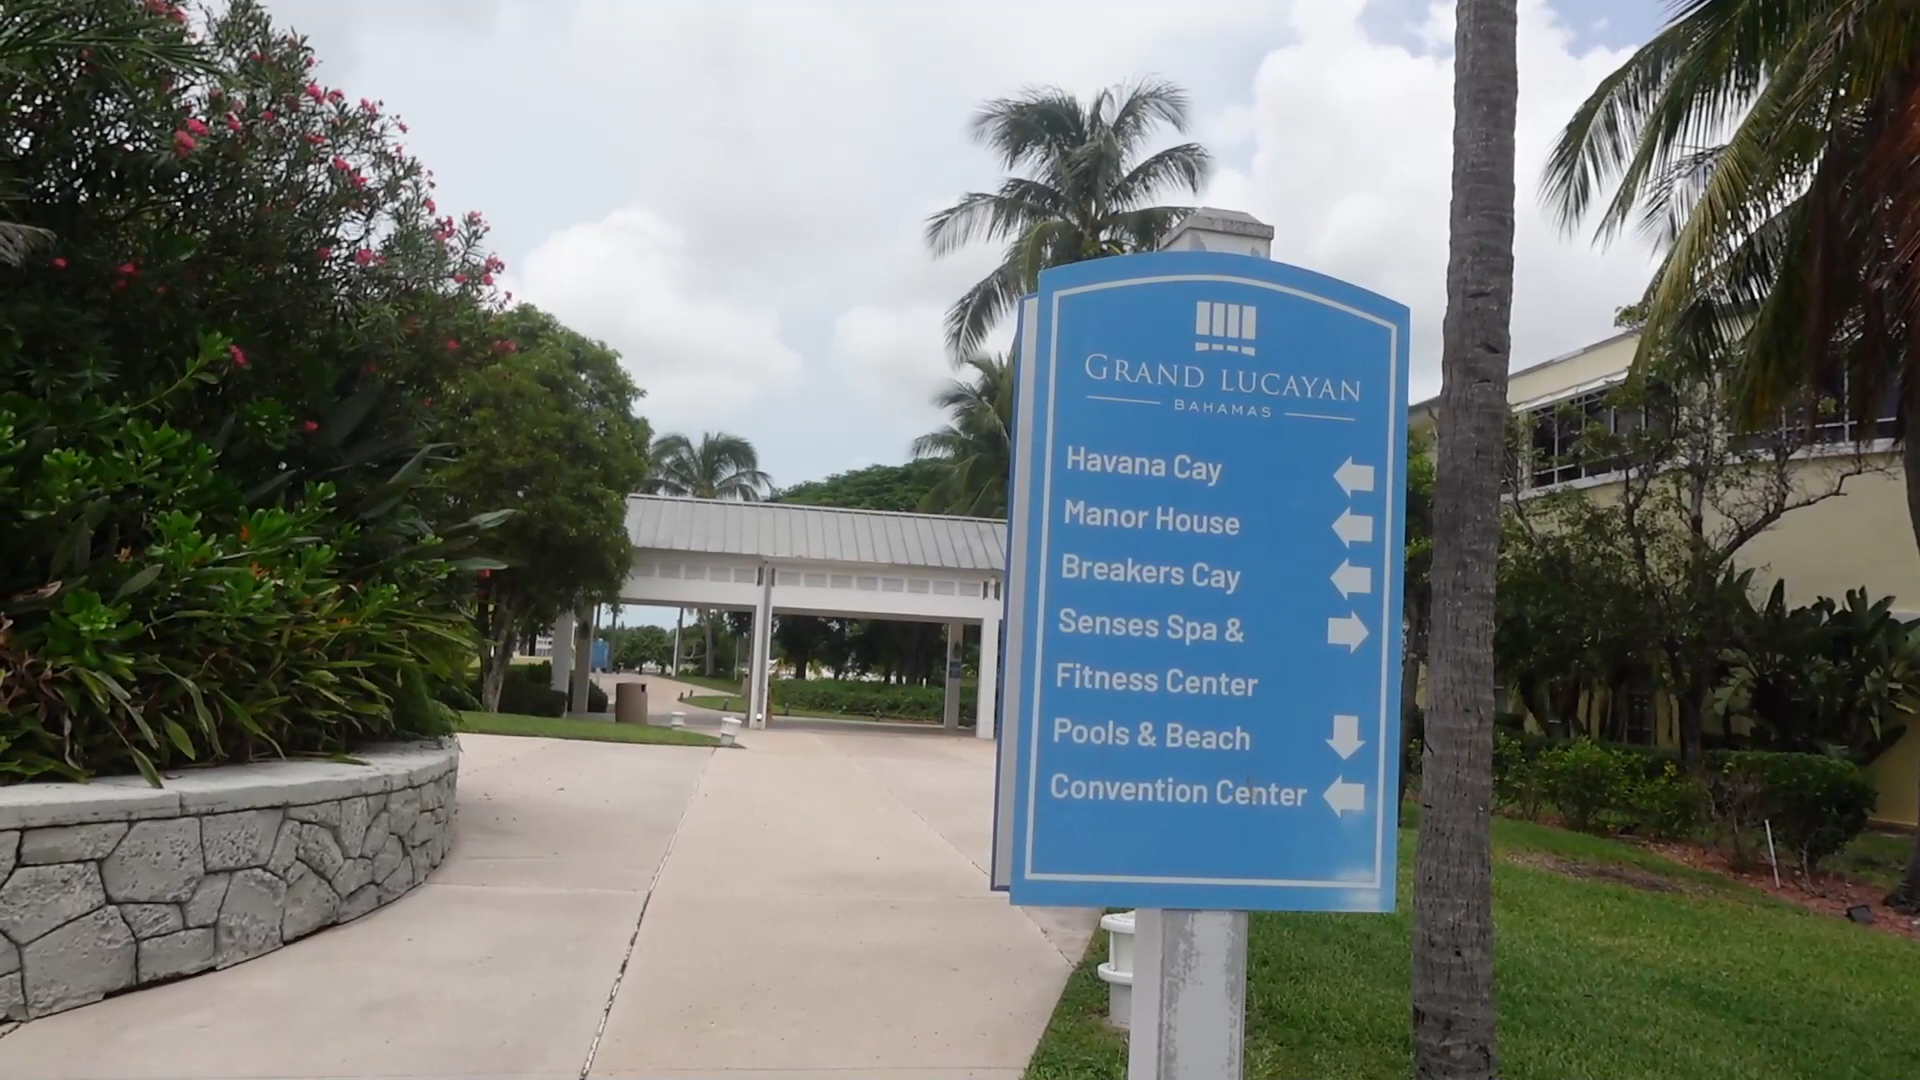 GRAND LUCAYAN
BAHAMAS
Havana Cay
Manor House
Breakers Cay
Senses Spa &
Fitness Center
Pools & Beach
Convention Center